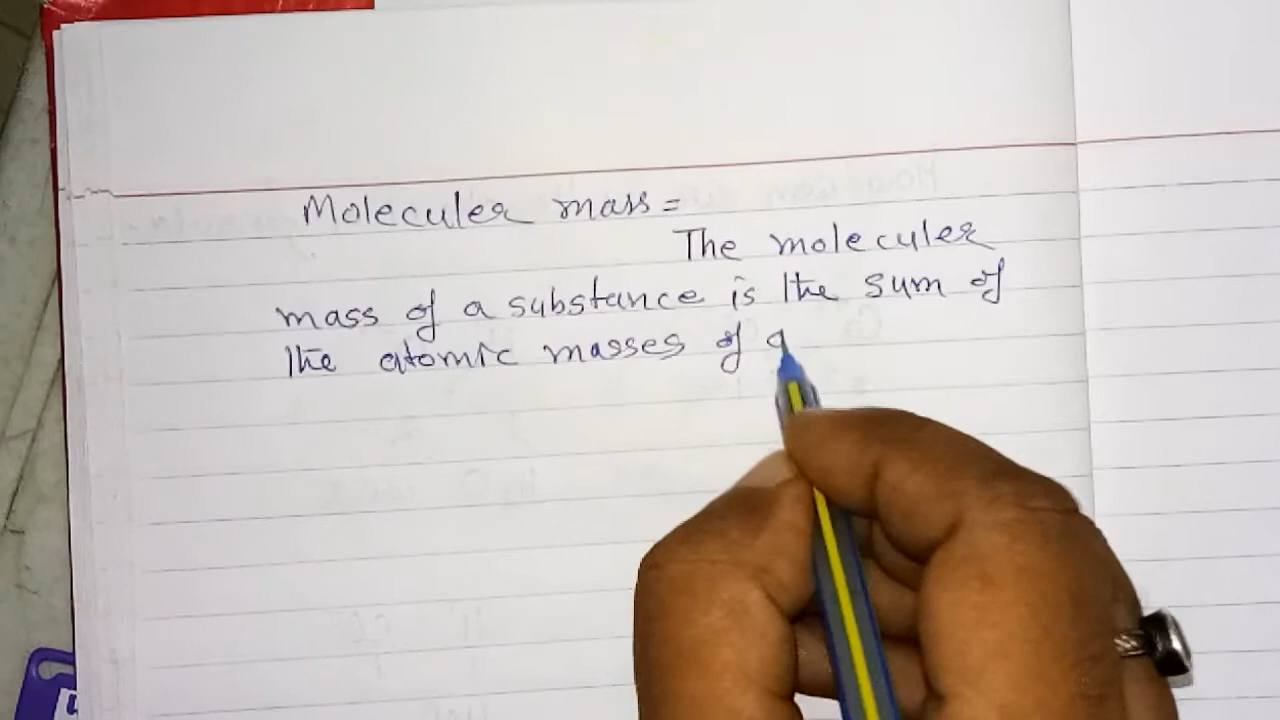 Moleculer mass =
The moleculer
mass of a substance is the sum of
the atomic masses of a